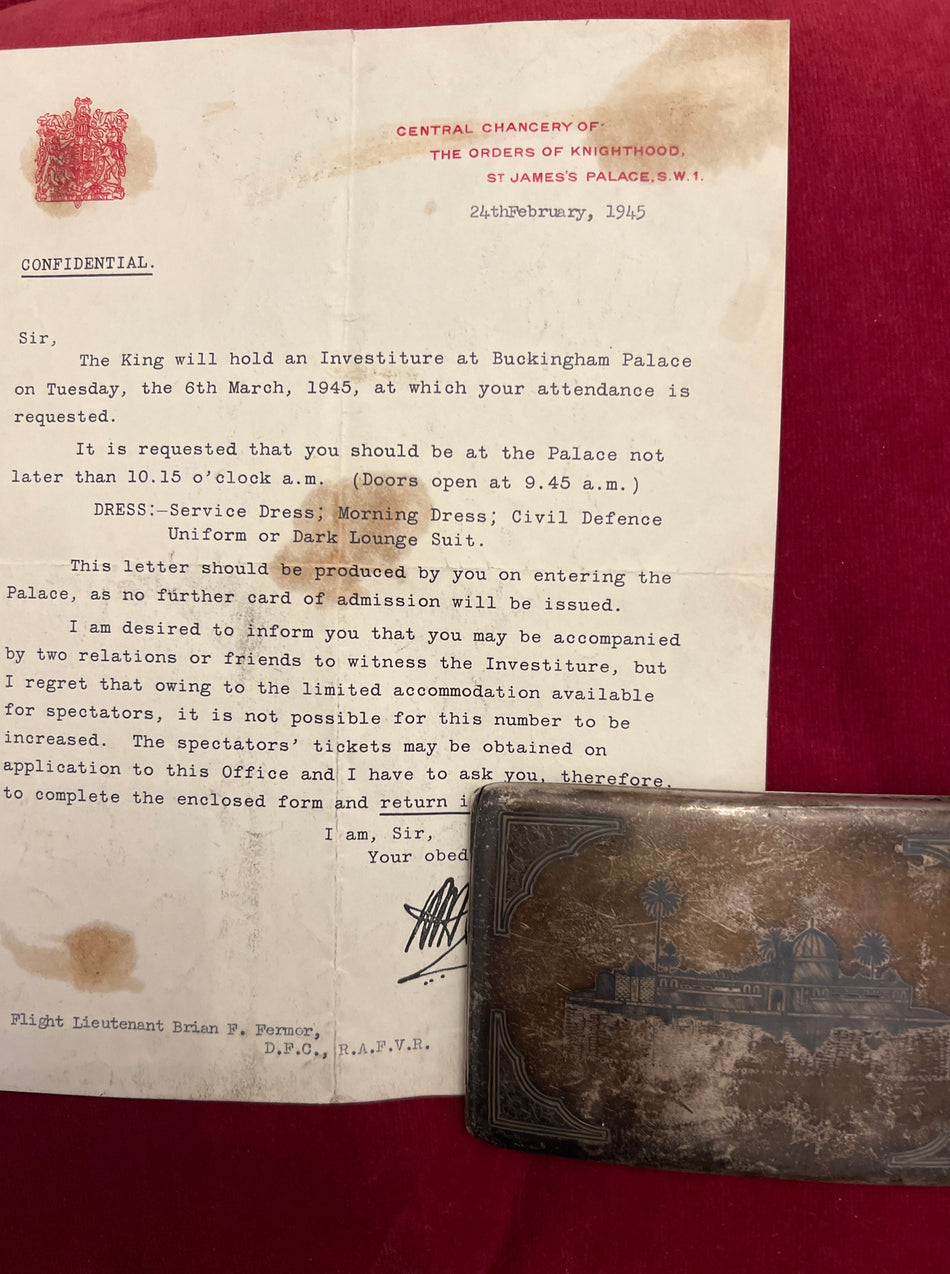 CENTRAL CHANCERY OF
THE ORDERS OF KNIGHTHOOD,
ST JAMES'S PALACE, S.W.1.
24thFebruary, 1945
CONFIDENTIAL.
Sir,
The King will hold an Investiture at Buckingham Palace
on Tuesday, the 6th March, 1945, at which your attendance is
requested.
It is requested that you should be at the Palace not
later than 10.15 o'clock a.m. (Doors open at 9.45 a.m.)
DRESS:—Service Dress; Morning Dress; Civil Defence
Uniform or Dark Lounge Suit.
This letter should be produced by you on entering the
Palace, as no further card of admission will be issued.
I am desired to inform you that you may be accompanied
by two relations or friends to witness the Investiture, but
I regret that owing to the limited accommodation available
for spectators, it is not possible for this number to be
increased. The spectators' tickets may be obtained on
application to this Office and I have to ask you, therefore,
to complete the enclosed form and return
I am, Sir,
Your obed
Flight Lieutenant Brian F. Fermor,
D.F.C., R.A.F.V.R.